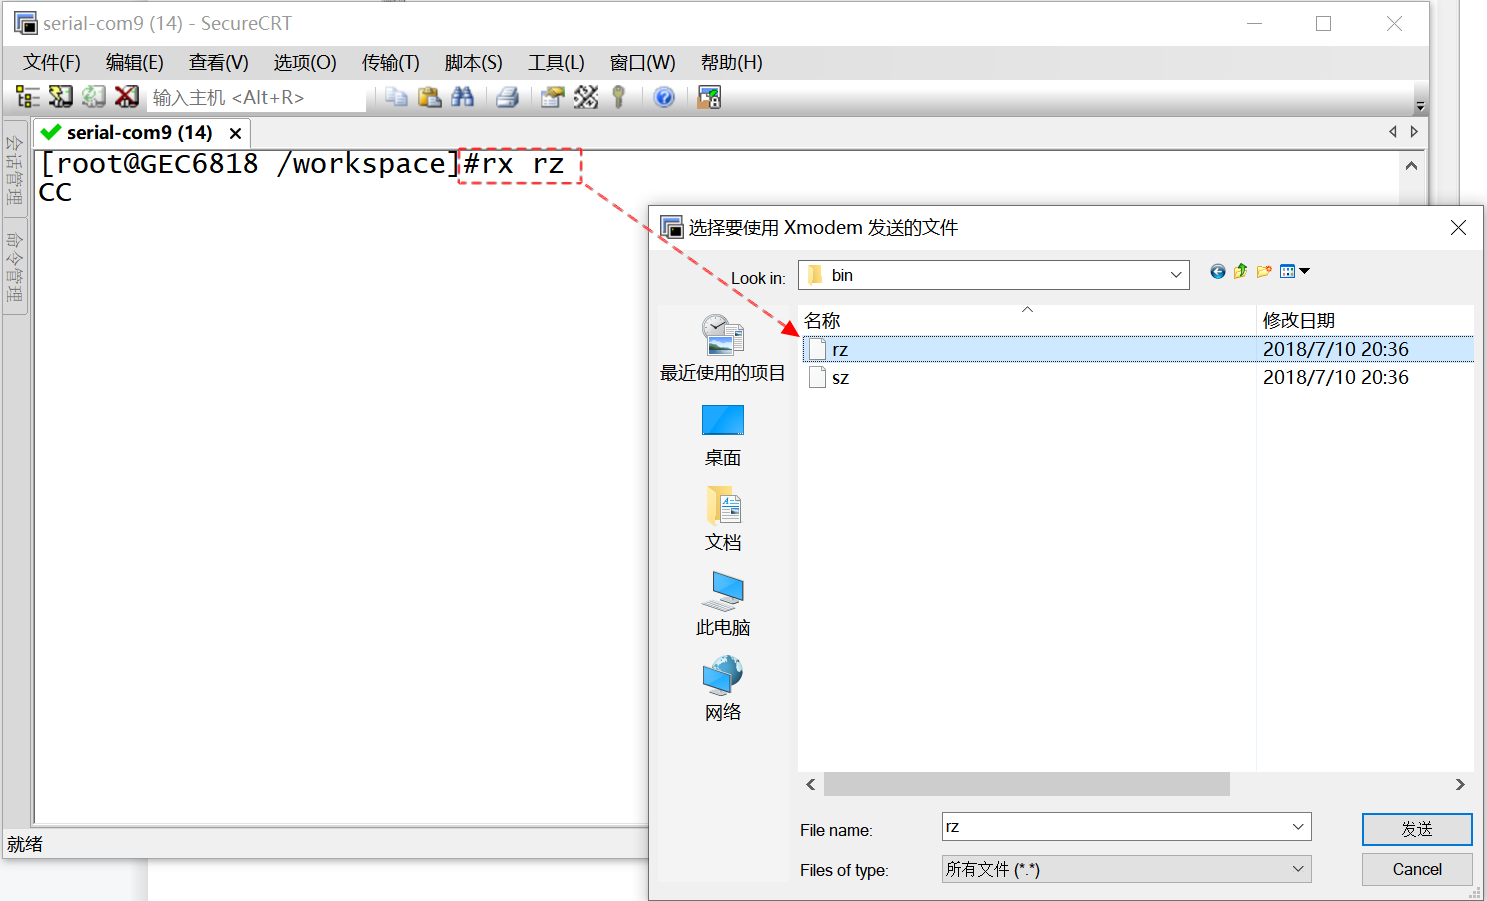 serial-com9 (14) - SecureCRT
文件(F) 编辑(E) 查看(V) 选项(O) 传输(T) 脚本(S) 工具(L) 窗口(W) 帮助(H)
输入主机 <Alt+R>
serial-com9 (14)
会话管理
命令管理
[root@GEC6818 /workspace]#rx rz
CC
就绪
选择要使用 Xmodem 发送的文件
Look in: bin
名称 修改日期
rz 2018/7/10 20:36
sz 2018/7/10 20:36
最近使用的项目
桌面
文档
此电脑
网络
File name: rz 发送
Files of type: 所有文件 (*.*) Cancel